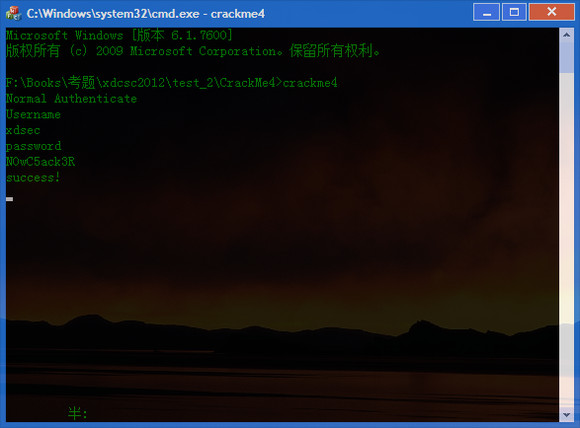 C:\Windows\system32\cmd.exe - crackme4
Microsoft Windows [版本 6.1.7600]
版权所有 (c) 2009 Microsoft Corporation。保留所有权利。
F:\Books\考题\xdcsc2012\test_2\CrackMe4>crackme4
Normal Authenticate
Username
xdsec
password
N0wC5ack3R
success!
半: